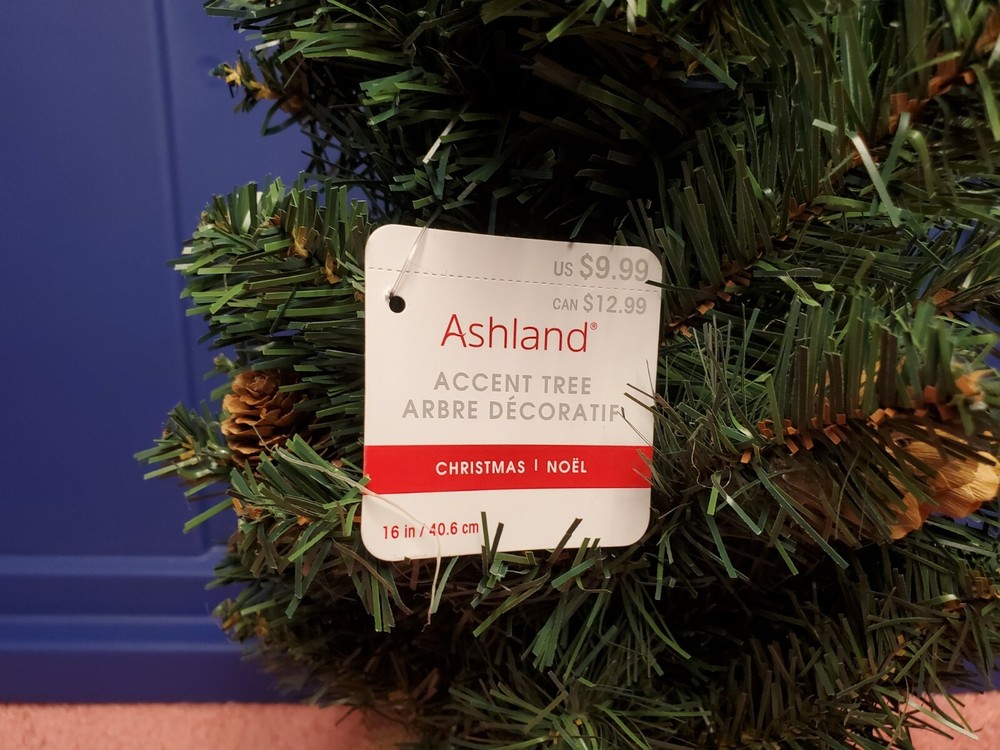 US $9.99
CAN $12.99
Ashland®
ACCENT TREE
ARBRE DÉCORATIF
CHRISTMAS | NOËL
16 in / 40.6 cm